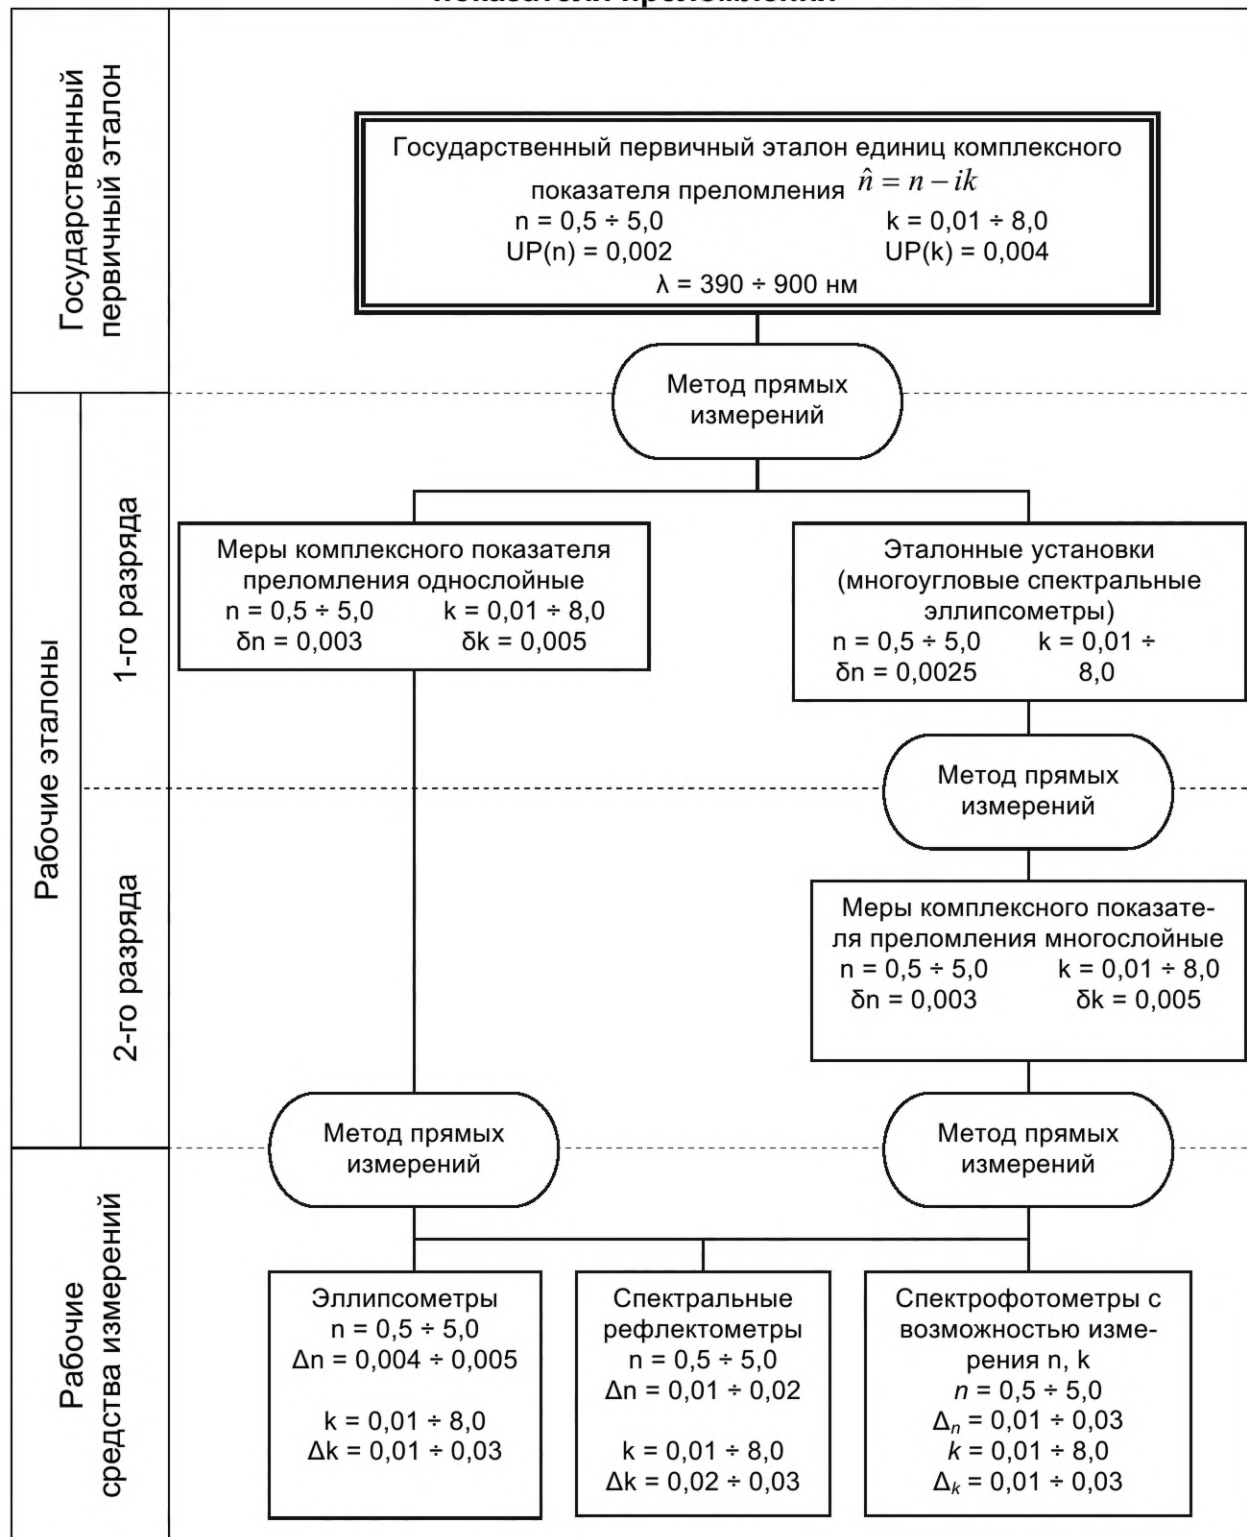 показателя преломления
Государственный
первичный эталон
Государственный первичный эталон единиц комплексного
показателя преломления n̂ = n − ik
n = 0,5 ÷ 5,0 k = 0,01 ÷ 8,0
UP(n) = 0,002 UP(k) = 0,004
λ = 390 ÷ 900 нм
Метод прямых
измерений
Рабочие эталоны
1-го разряда
Меры комплексного показателя
преломления однослойные
n = 0,5 ÷ 5,0 k = 0,01 ÷ 8,0
δn = 0,003 δk = 0,005
Эталонные установки
(многоугловые спектральные
эллипсометры)
n = 0,5 ÷ 5,0 k = 0,01 ÷
δn = 0,0025 8,0
Метод прямых
измерений
2-го разряда
Меры комплексного показате-
ля преломления многослойные
n = 0,5 ÷ 5,0 k = 0,01 ÷ 8,0
δn = 0,003 δk = 0,005
Метод прямых
измерений
Метод прямых
измерений
Рабочие
средства измерений
Эллипсометры
n = 0,5 ÷ 5,0
Δn = 0,004 ÷ 0,005
k = 0,01 ÷ 8,0
Δk = 0,01 ÷ 0,03
Спектральные
рефлектометры
n = 0,5 ÷ 5,0
Δn = 0,01 ÷ 0,02
k = 0,01 ÷ 8,0
Δk = 0,02 ÷ 0,03
Спектрофотометры с
возможностью изме-
рения n, k
n = 0,5 ÷ 5,0
Δn = 0,01 ÷ 0,03
k = 0,01 ÷ 8,0
Δk = 0,01 ÷ 0,03